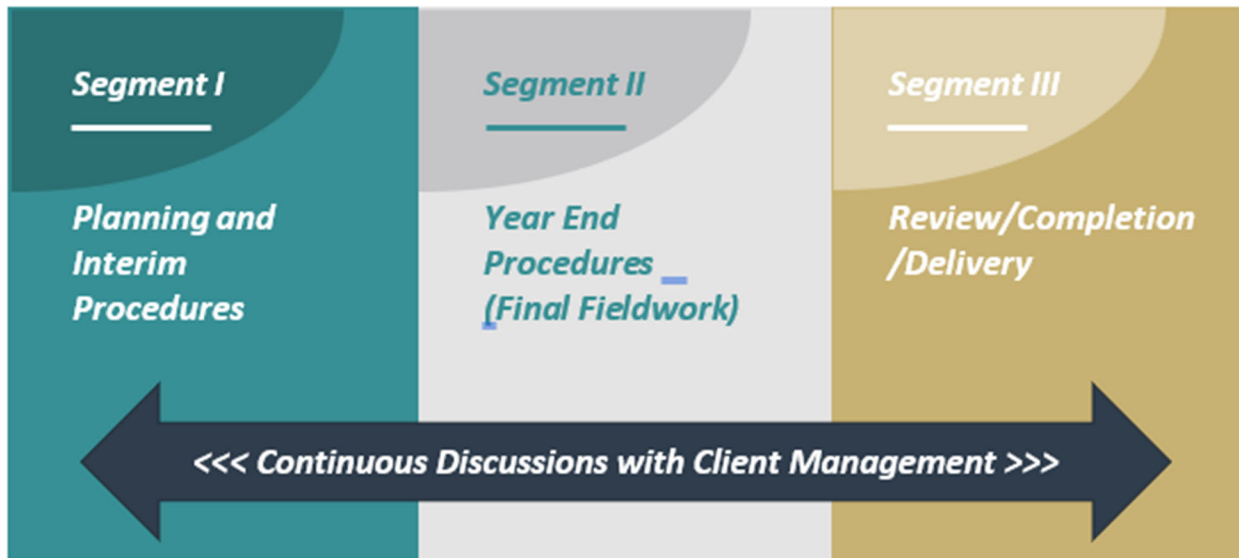 Segment I
Planning and
Interim
Procedures
Segment II
Year End
Procedures
(Final Fieldwork)
Segment III
Review/Completion
/Delivery
<<< Continuous Discussions with Client Management >>>